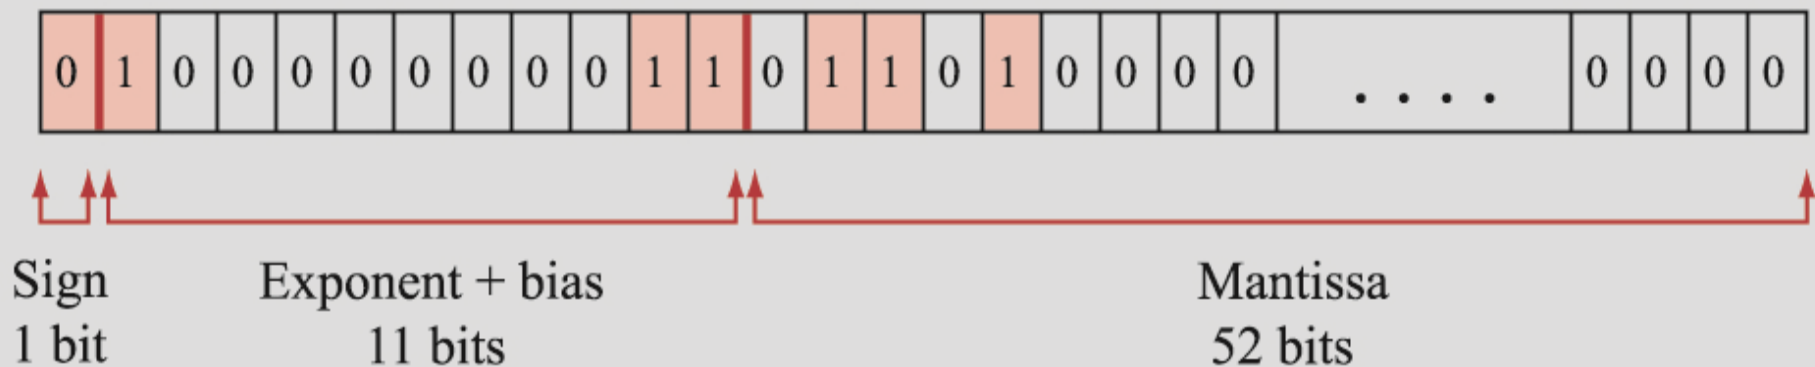 0 1 0 0 0 0 0 0 0 0 1 1 0 1 1 0 1 0 0 0 0 . . . . 0 0 0 0
Sign Exponent + bias Mantissa
1 bit 11 bits 52 bits